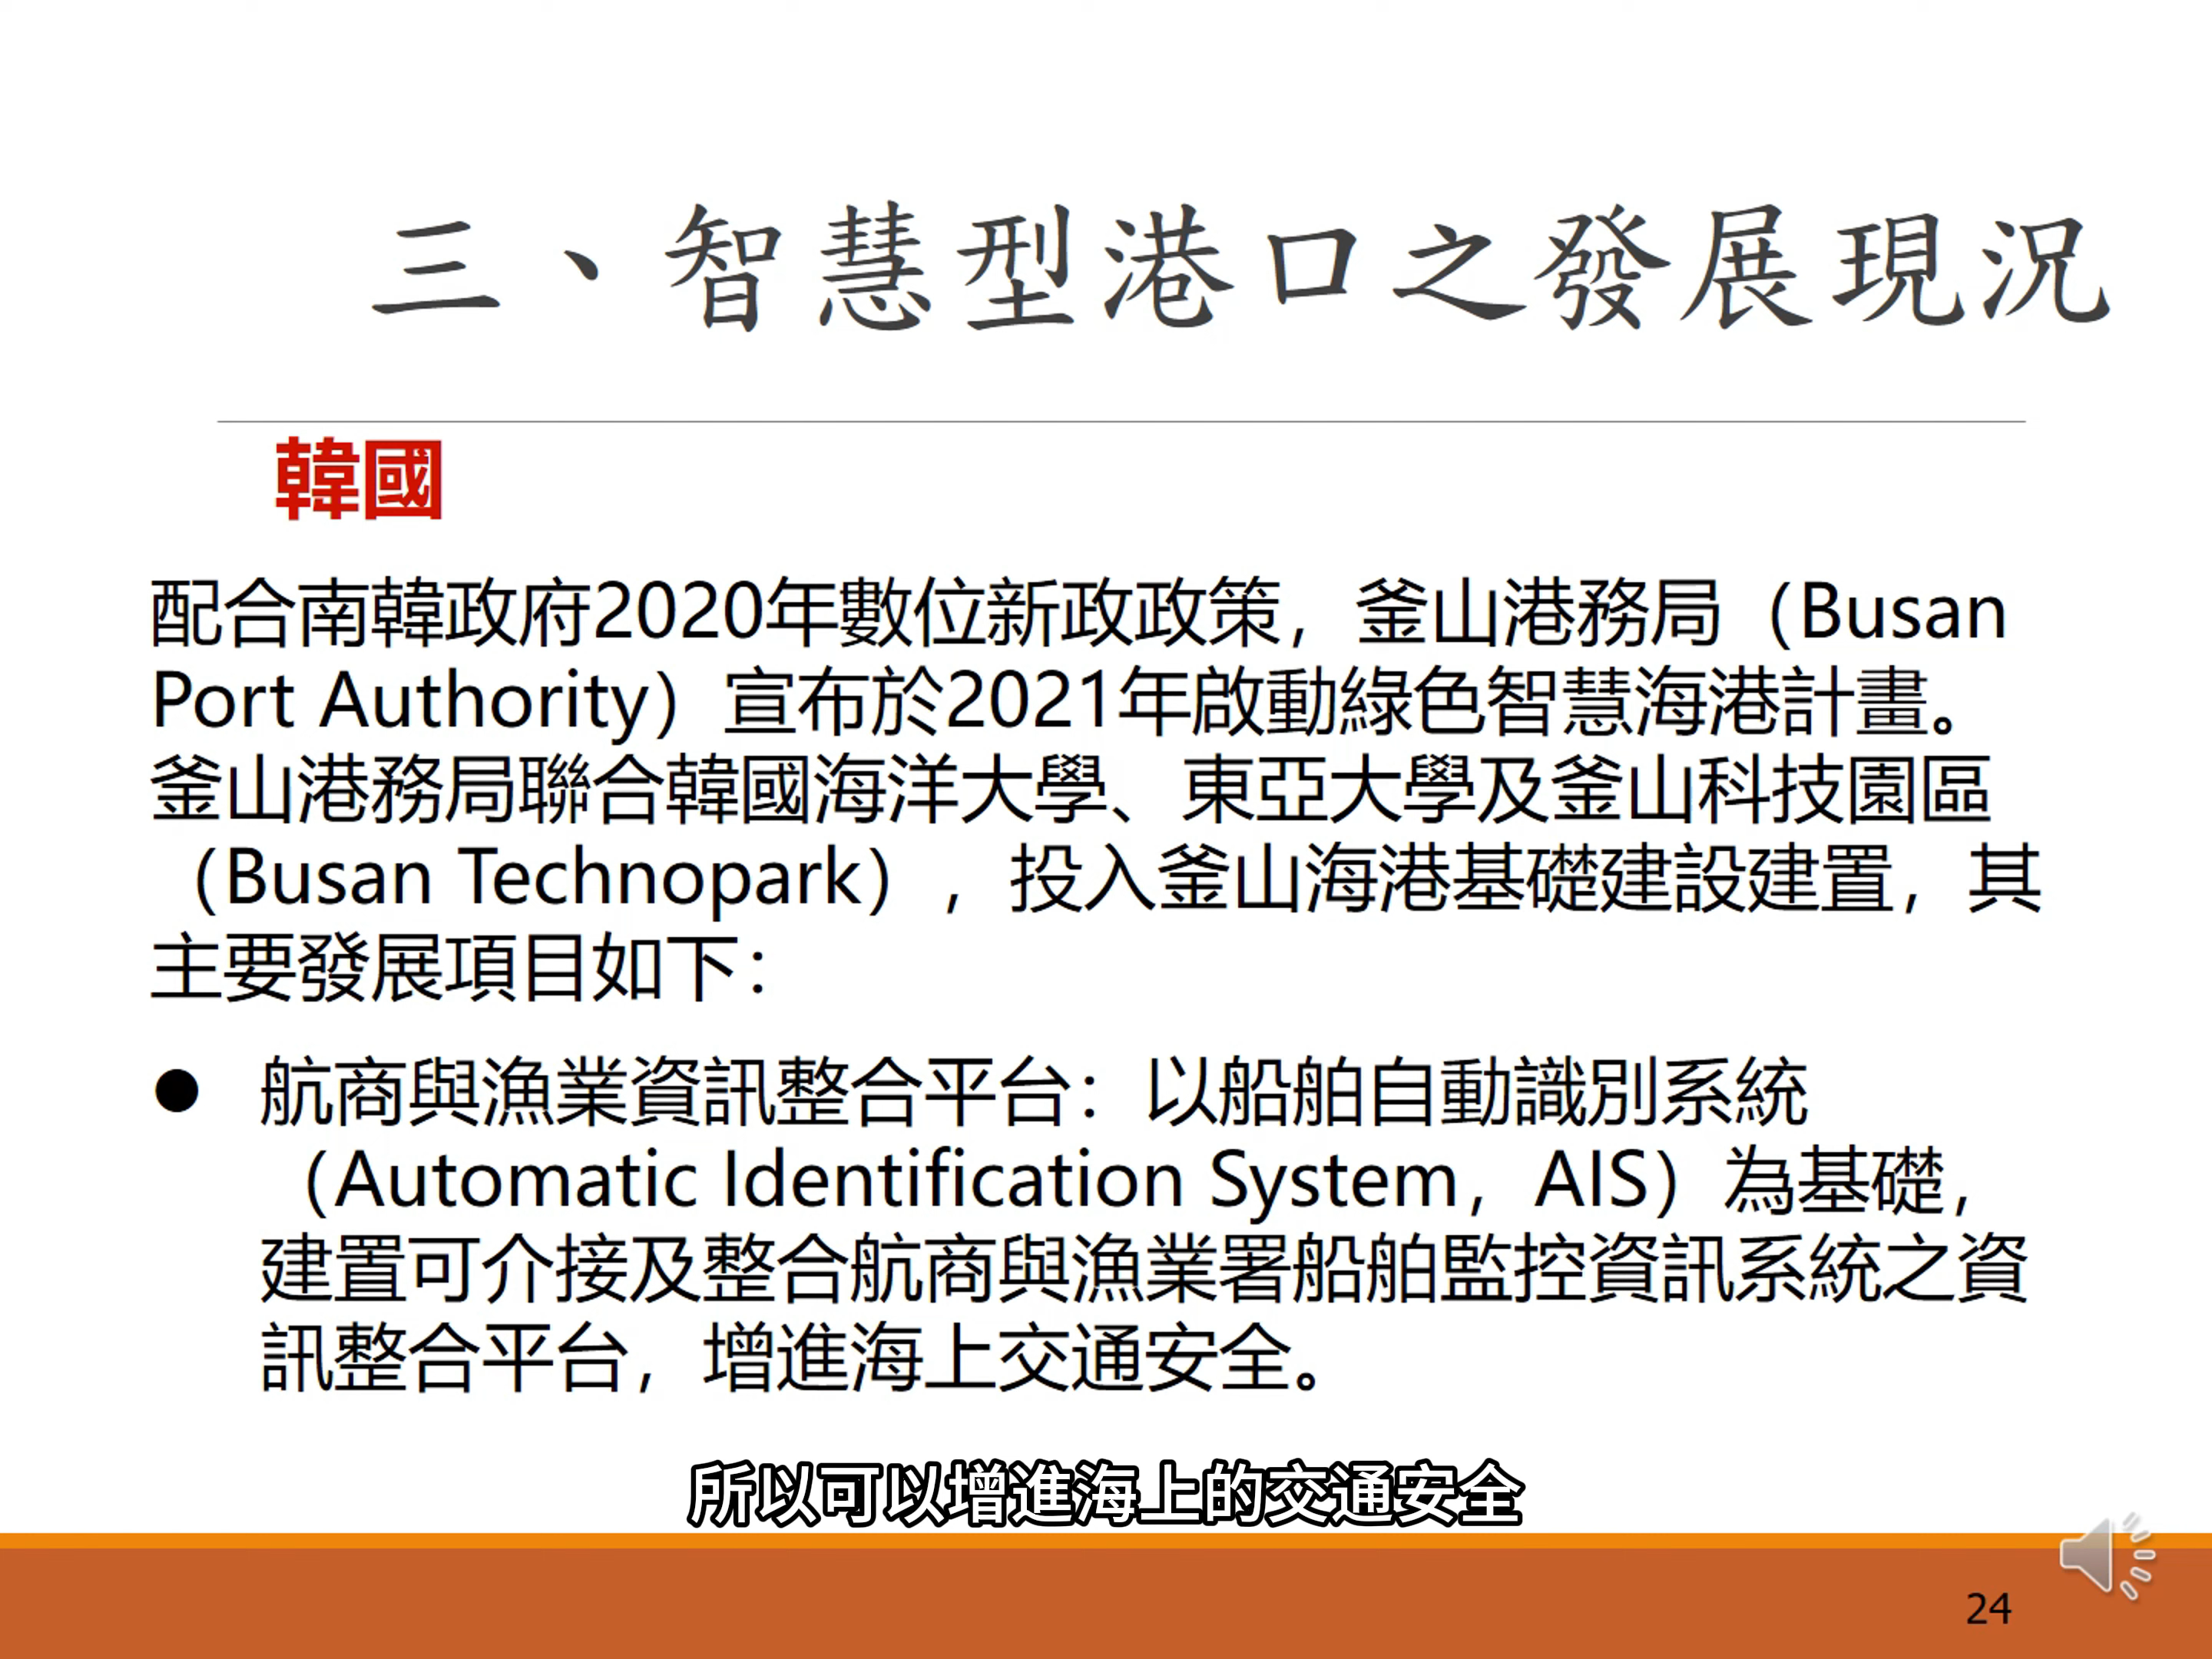 三、智慧型港口之發展現況
韓國
配合南韓政府2020年數位新政政策，釜山港務局（Busan
Port Authority）宣布於2021年啟動綠色智慧海港計畫。
釜山港務局聯合韓國海洋大學、東亞大學及釜山科技園區
（Busan Technopark），投入釜山海港基礎建設建置，其
主要發展項目如下：
● 航商與漁業資訊整合平台：以船舶自動識別系統
（Automatic Identification System，AIS）為基礎，
建置可介接及整合航商與漁業署船舶監控資訊系統之資
訊整合平台，增進海上交通安全。
所以可以增進海上的交通安全
24